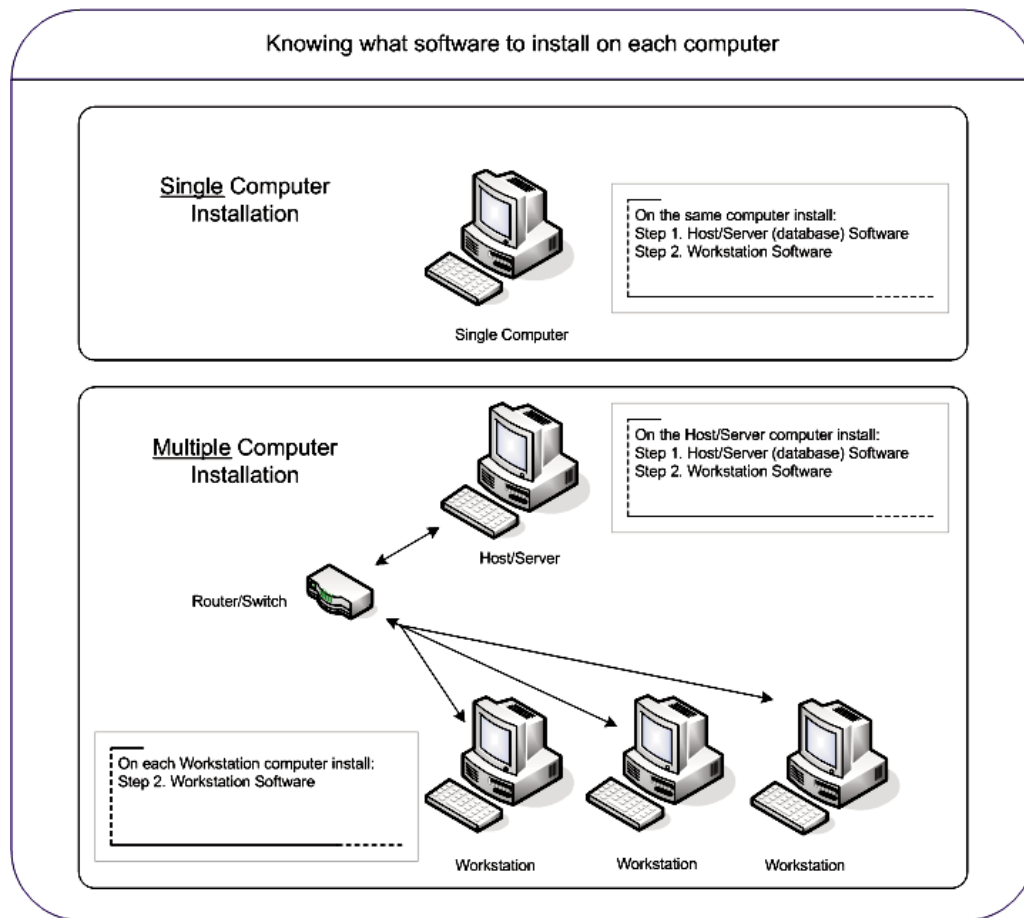 Knowing what software to install on each computer
Single Computer
Installation
On the same computer install:
Step 1. Host/Server (database) Software
Step 2. Workstation Software
Single Computer
Multiple Computer
Installation
On the Host/Server computer install:
Step 1. Host/Server (database) Software
Step 2. Workstation Software
Host/Server
Router/Switch
On each Workstation computer install:
Step 2. Workstation Software
Workstation
Workstation
Workstation